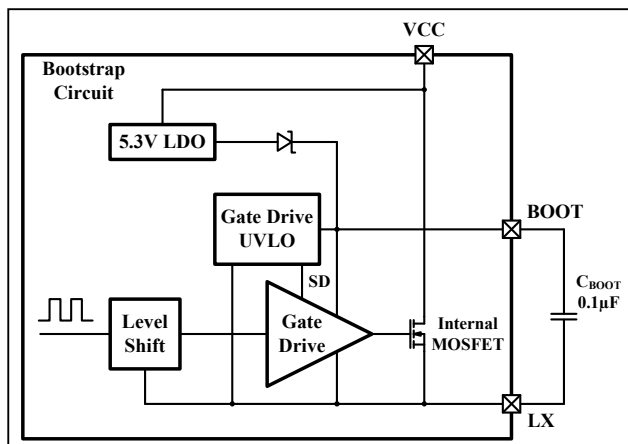 VCC
Bootstrap
Circuit
5.3V LDO
Gate Drive
UVLO
BOOT
SD
C_BOOT
0.1µF
Level
Shift
Gate
Drive
Internal
MOSFET
LX